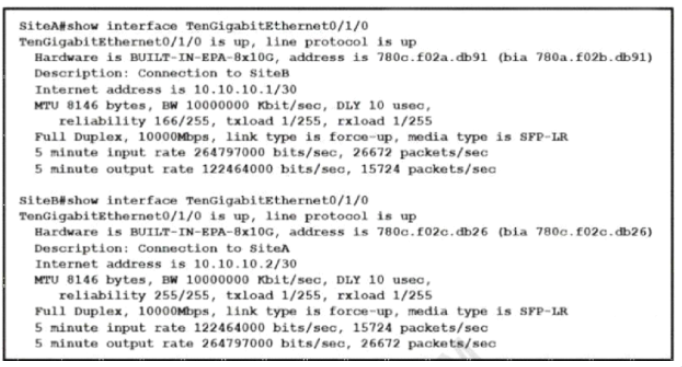 SiteA#show interface TenGigabitEthernet0/1/0
TenGigabitEthernet0/1/0 is up, line protocol is up
Hardware is BUILT-IN-EPA-8x10G, address is 780c.f02a.db91 (bia 780a.f02b.db91)
Description: Connection to SiteB
Internet address is 10.10.10.1/30
MTU 8146 bytes, BW 10000000 Kbit/sec, DLY 10 usec,
reliability 166/255, txload 1/255, rxload 1/255
Full Duplex, 10000Mbps, link type is force-up, media type is SFP-LR
5 minute input rate 264797000 bits/sec, 26672 packets/sec
5 minute output rate 122464000 bits/sec, 15724 packets/sec
SiteB#show interface TenGigabitEthernet0/1/0
TenGigabitEthernet0/1/0 is up, line protocol is up
Hardware is BUILT-IN-EPA-8x10G, address is 780c.f02c.db26 (bia 780c.f02c.db26)
Description: Connection to SiteA
Internet address is 10.10.10.2/30
MTU 8146 bytes, BW 10000000 Kbit/sec, DLY 10 usec,
reliability 255/255, txload 1/255, rxload 1/255
Full Duplex, 10000Mbps, link type is force-up, media type is SFP-LR
5 minute input rate 122464000 bits/sec, 15724 packets/sec
5 minute output rate 264797000 bits/sec, 26672 packets/sec